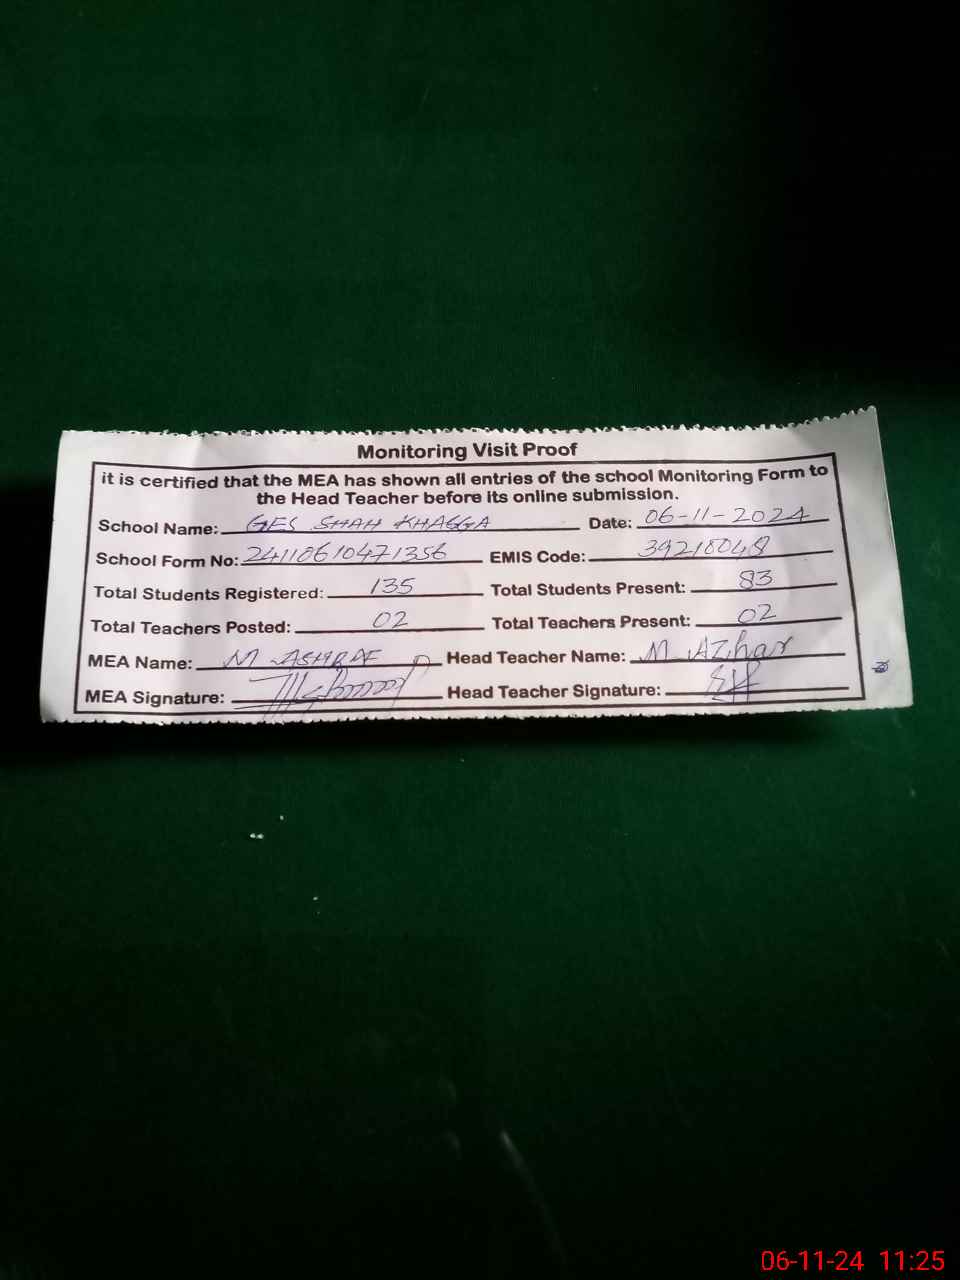 Monitoring Visit Proof
it is certified that the MEA has shown all entries of the school Monitoring Form to
the Head Teacher before its online submission.
School Name: GES SHAH KHAGGA Date: 06-11-2024
School Form No: 24110610471356 EMIS Code: 39218048
Total Students Registered: 135 Total Students Present: 83
Total Teachers Posted: 02 Total Teachers Present: 02
MEA Name: M ASHRAF Head Teacher Name: M. AZhar
MEA Signature: Head Teacher Signature:
06-11-24 11:25